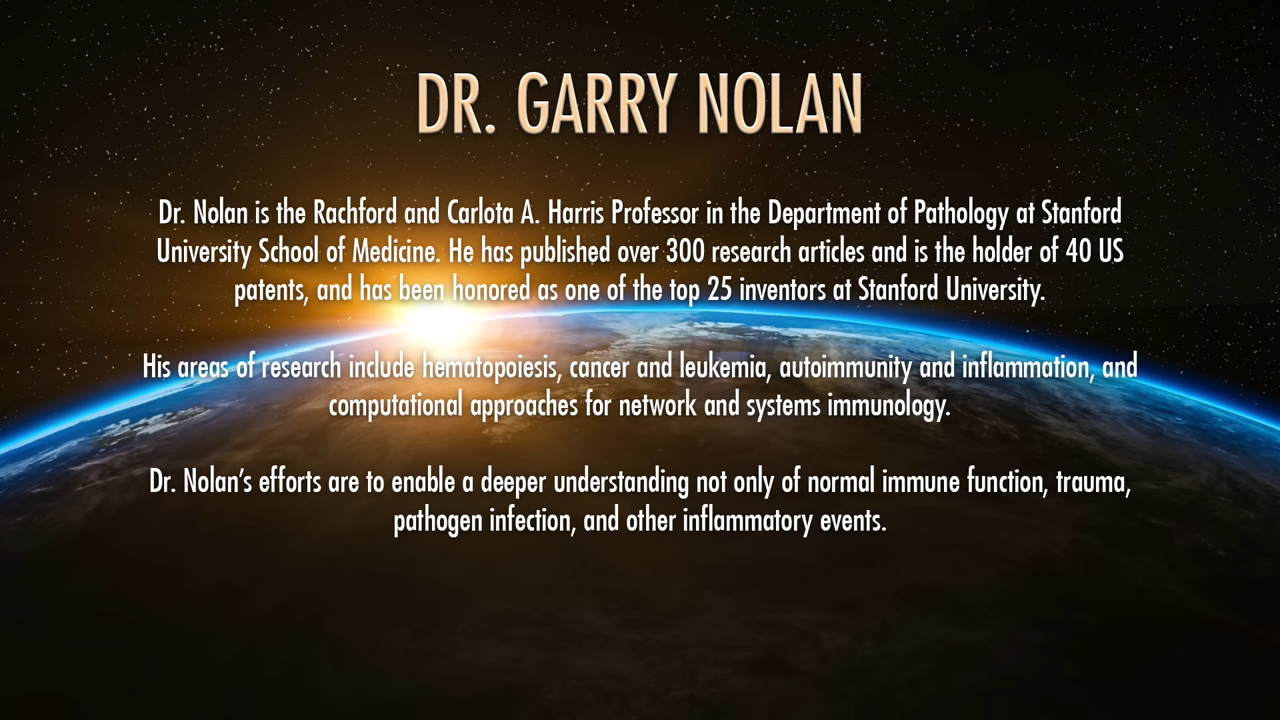 DR. GARRY NOLAN
Dr. Nolan is the Rachford and Carlota A. Harris Professor in the Department of Pathology at Stanford
University School of Medicine. He has published over 300 research articles and is the holder of 40 US
patents, and has been honored as one of the top 25 inventors at Stanford University.
His areas of research include hematopoiesis, cancer and leukemia, autoimmunity and inflammation, and
computational approaches for network and systems immunology.
Dr. Nolan’s efforts are to enable a deeper understanding not only of normal immune function, trauma,
pathogen infection, and other inflammatory events.